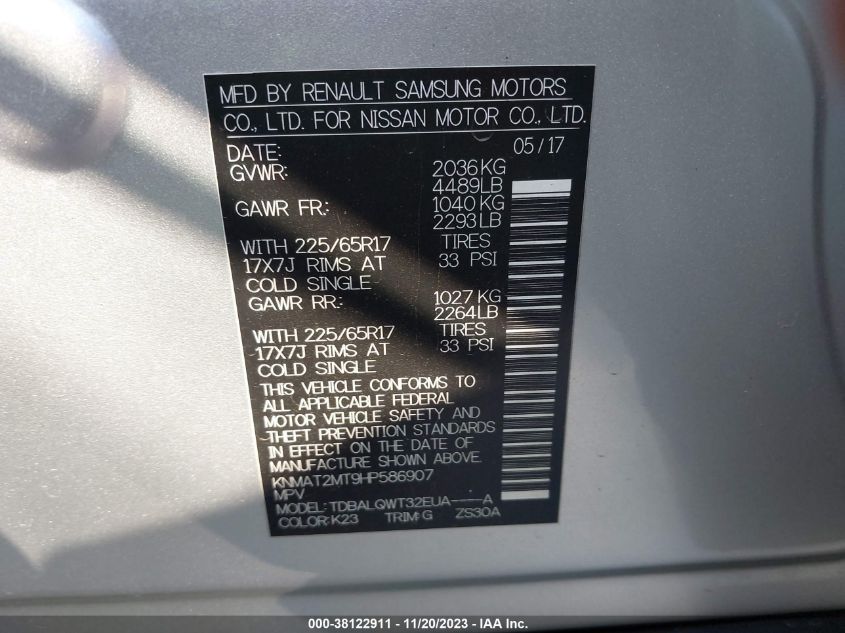 MFD BY RENAULT SAMSUNG MOTORS
CO., LTD. FOR NISSAN MOTOR CO., LTD.
DATE: 05/17
GVWR: 2036KG
4489LB
GAWR FR.: 1040KG
2293LB
WITH 225/65R17 TIRES
17X7J RIMS AT 33 PSI
COLD SINGLE
GAWR RR.: 1027KG
2264LB
WITH 225/65R17 TIRES
17X7J RIMS AT 33 PSI
COLD SINGLE
THIS VEHICLE CONFORMS TO
ALL APPLICABLE FEDERAL
MOTOR VEHICLE SAFETY AND
THEFT PREVENTION STANDARDS
IN EFFECT ON THE DATE OF
MANUFACTURE SHOWN ABOVE.
KNMAT2MT9HP586907
MPV
MODEL: TDBALQWT32EUA----A
COLOR:K23 TRIM:G ZS30A
000-38122911 - 11/20/2023 - IAA Inc.